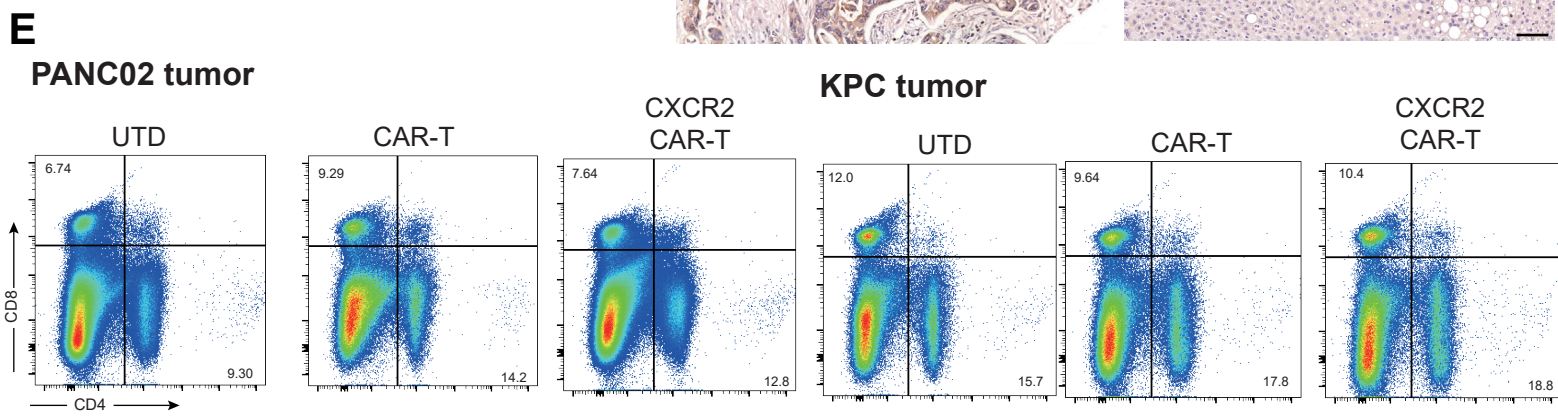 E
PANC02 tumor
KPC tumor
UTD
CAR-T
CXCR2
CAR-T
UTD
CAR-T
CXCR2
CAR-T
6.74
9.29
7.64
12.0
9.64
10.4
CD8
9.30
14.2
12.8
15.7
17.8
18.8
CD4